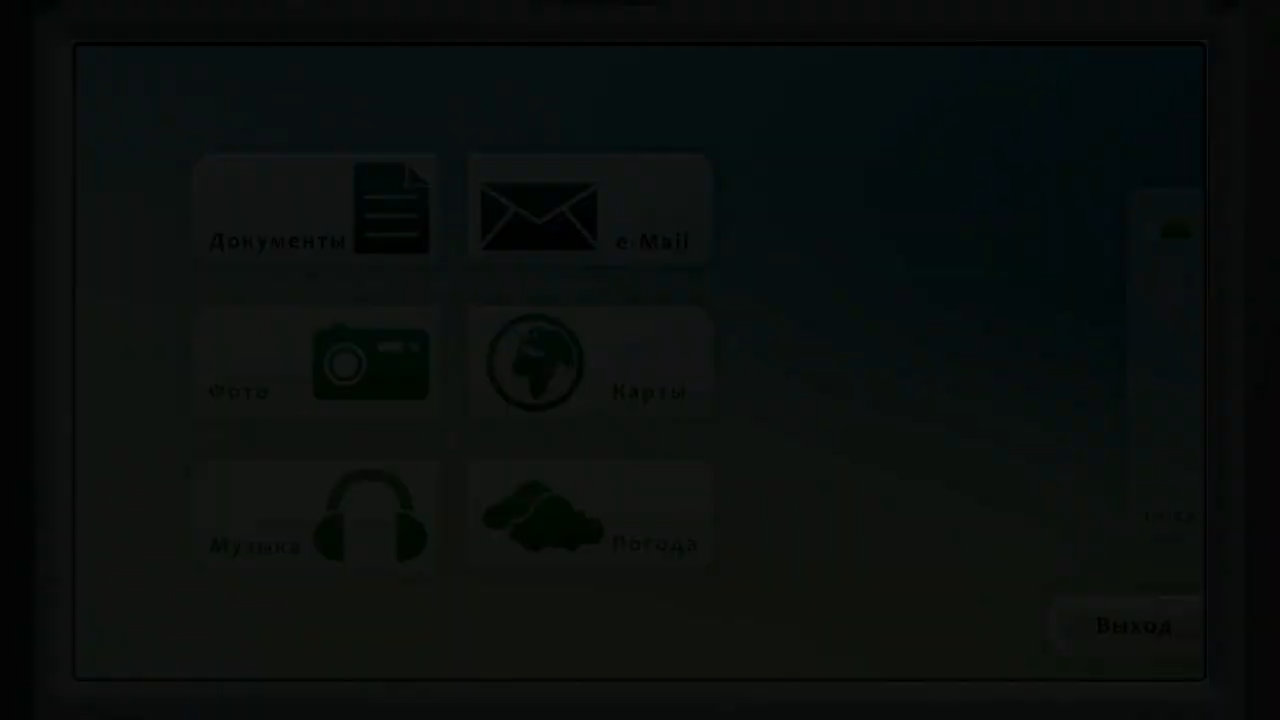 Документы
e-Mail
Фото
Карты
Музыка
Погода
Выход